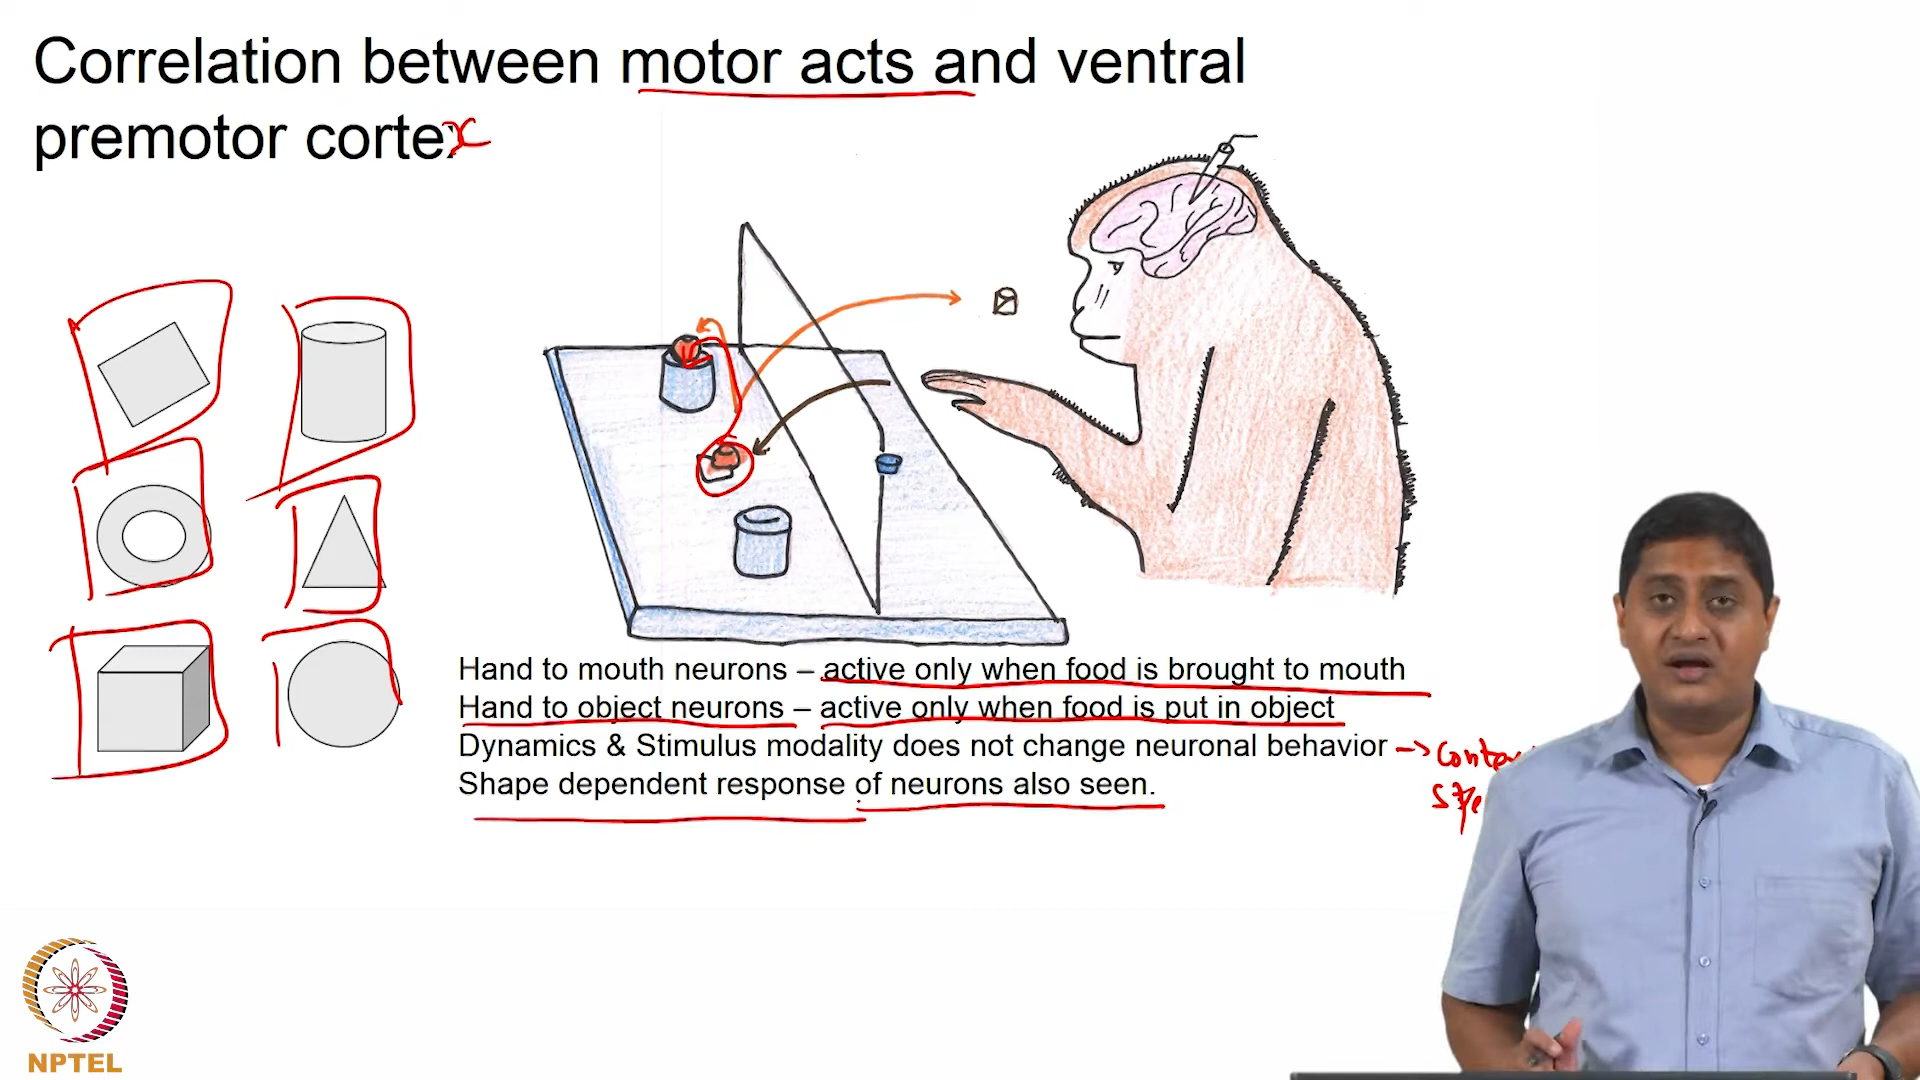 Correlation between motor acts and ventral
premotor cortex
Hand to mouth neurons – active only when food is brought to mouth
Hand to object neurons – active only when food is put in object
Dynamics & Stimulus modality does not change neuronal behavior →
Shape dependent response of neurons also seen.
NPTEL